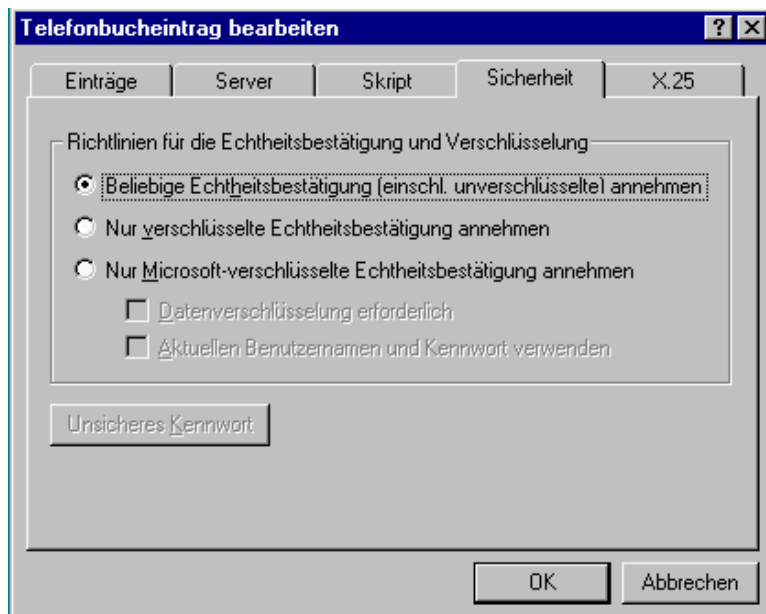 Telefonbucheintrag bearbeiten
Einträge Server Skript Sicherheit X.25
Richtlinien für die Echtheitsbestätigung und Verschlüsselung
Beliebige Echtheitsbestätigung (einschl. unverschlüsselte) annehmen
Nur verschlüsselte Echtheitsbestätigung annehmen
Nur Microsoft-verschlüsselte Echtheitsbestätigung annehmen
Datenverschlüsselung erforderlich
Aktuellen Benutzernamen und Kennwort verwenden
Unsicheres Kennwort
OK Abbrechen